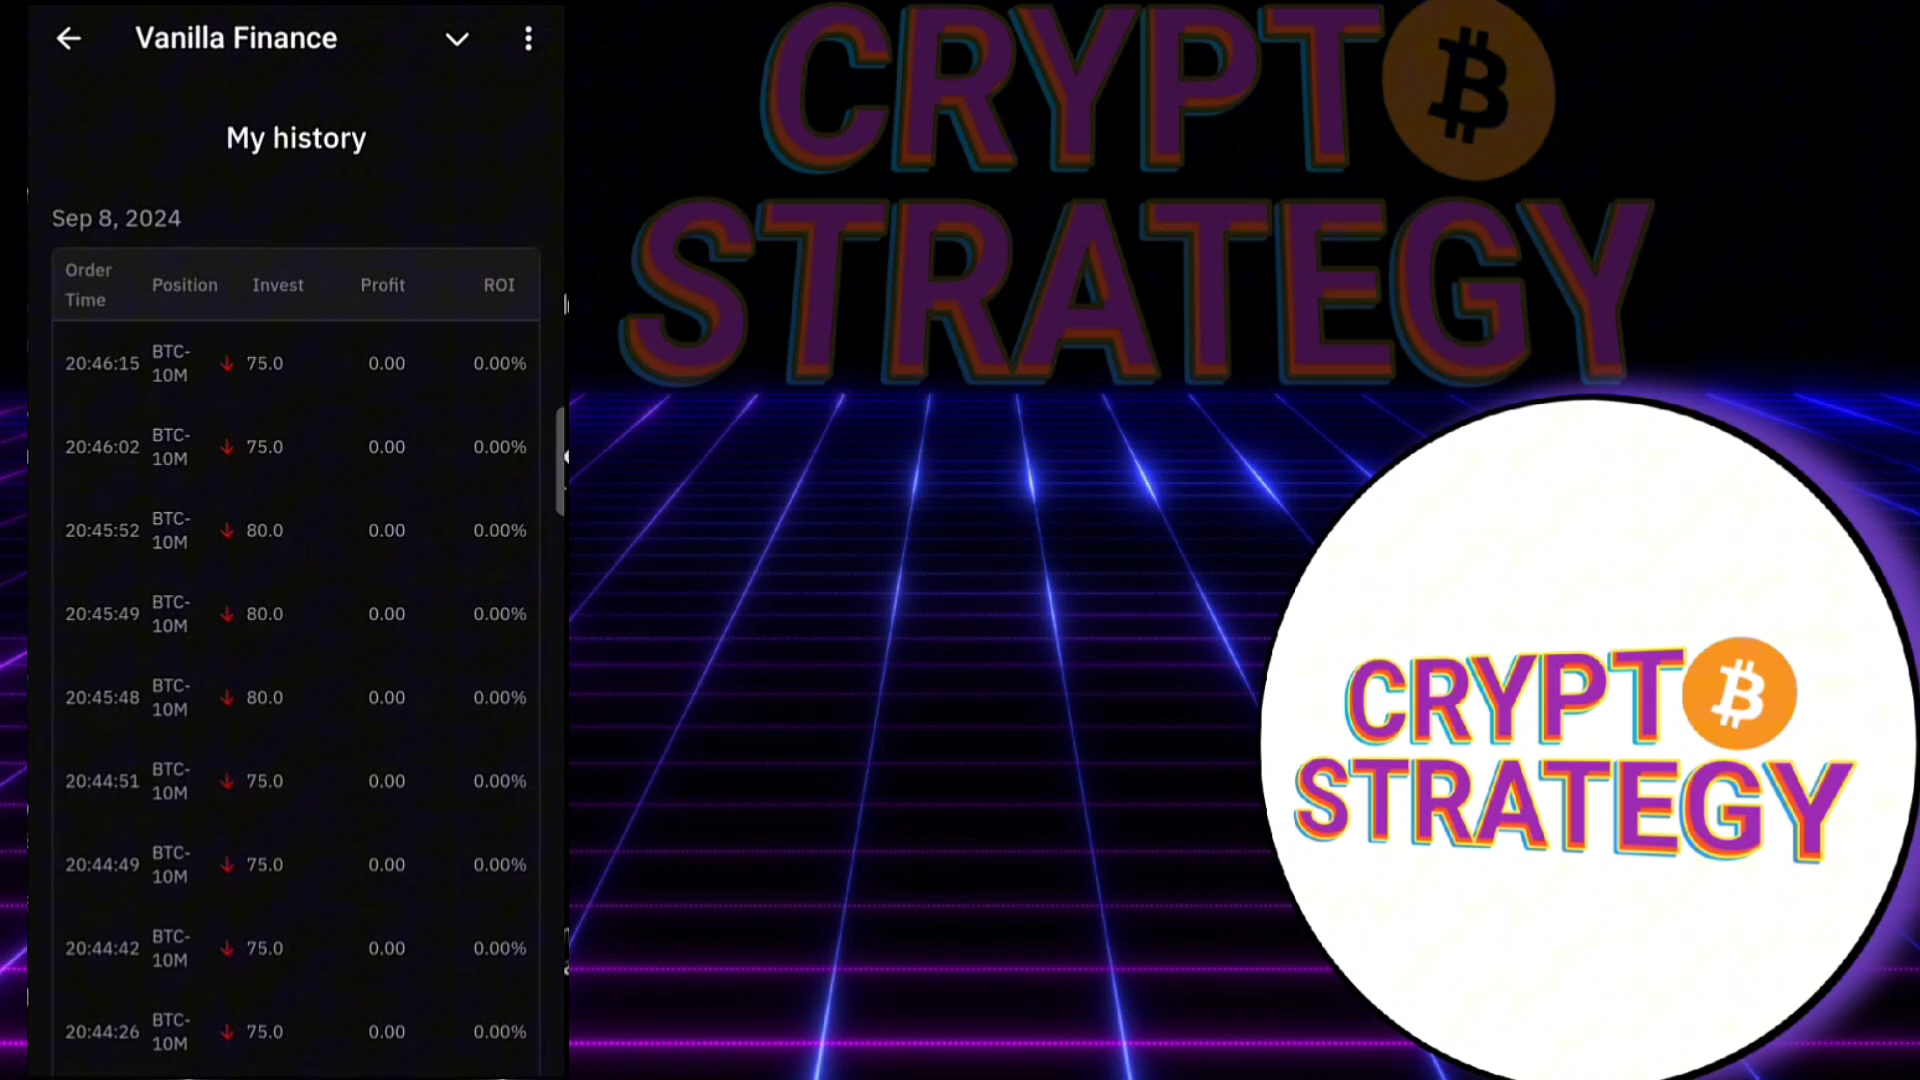 Vanilla Finance
My history
Sep 8, 2024
Order Time Position Invest Profit ROI
20:46:15 BTC-10M ↓ 75.0 0.00 0.00%
20:46:02 BTC-10M ↓ 75.0 0.00 0.00%
20:45:52 BTC-10M ↓ 80.0 0.00 0.00%
20:45:49 BTC-10M ↓ 80.0 0.00 0.00%
20:45:48 BTC-10M ↓ 80.0 0.00 0.00%
20:44:51 BTC-10M ↓ 75.0 0.00 0.00%
20:44:49 BTC-10M ↓ 75.0 0.00 0.00%
20:44:42 BTC-10M ↓ 75.0 0.00 0.00%
20:44:26 BTC-10M ↓ 75.0 0.00 0.00%
CRYPT₿
STRATEGY
CRYPT₿
STRATEGY